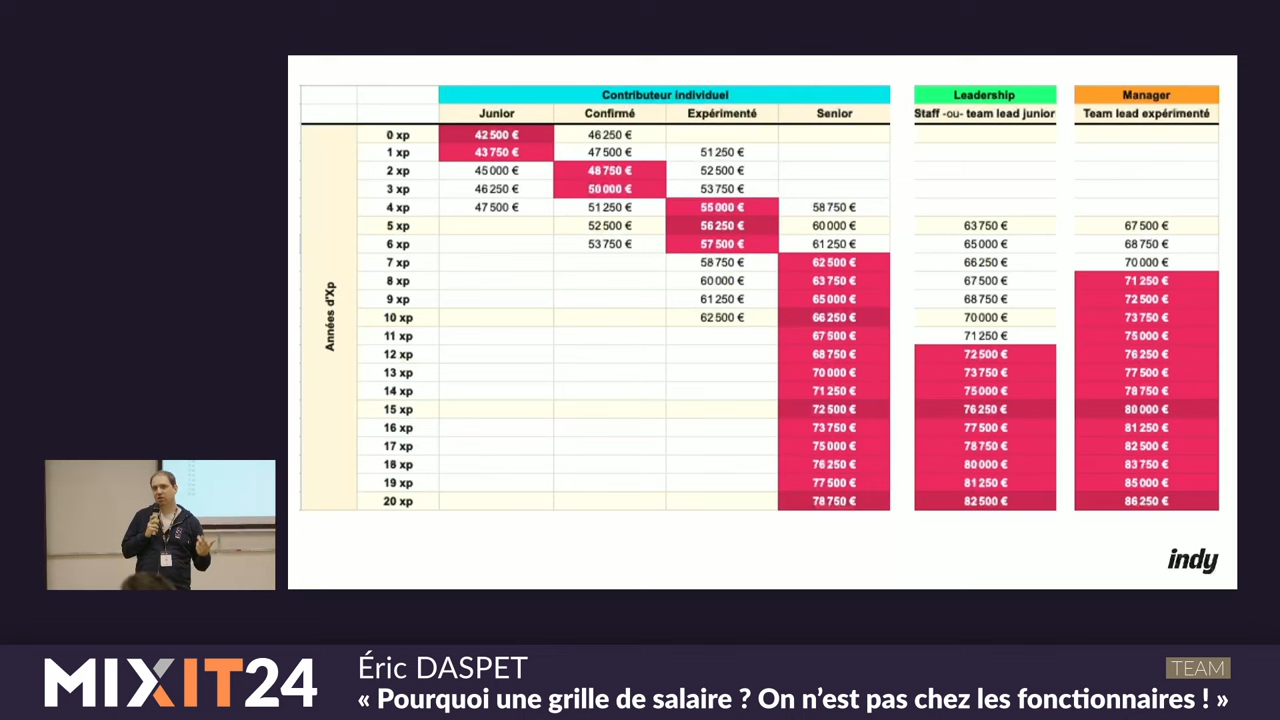 Contributeur individuel Leadership Manager
Junior Confirmé Expérimenté Senior Staff -ou- team lead junior Team lead expérimenté
Années d'Xp
0 xp 42 500 € 46 250 €
1 xp 43 750 € 47 500 € 51 250 €
2 xp 45 000 € 48 750 € 52 500 €
3 xp 46 250 € 50 000 € 53 750 €
4 xp 47 500 € 51 250 € 55 000 € 58 750 €
5 xp 52 500 € 56 250 € 60 000 € 63 750 € 67 500 €
6 xp 53 750 € 57 500 € 61 250 € 65 000 € 68 750 €
7 xp 58 750 € 62 500 € 66 250 € 70 000 €
8 xp 60 000 € 63 750 € 67 500 € 71 250 €
9 xp 61 250 € 65 000 € 68 750 € 72 500 €
10 xp 62 500 € 66 250 € 70 000 € 73 750 €
11 xp 67 500 € 71 250 € 75 000 €
12 xp 68 750 € 72 500 € 76 250 €
13 xp 70 000 € 73 750 € 77 500 €
14 xp 71 250 € 75 000 € 78 750 €
15 xp 72 500 € 76 250 € 80 000 €
16 xp 73 750 € 77 500 € 81 250 €
17 xp 75 000 € 78 750 € 82 500 €
18 xp 76 250 € 80 000 € 83 750 €
19 xp 77 500 € 81 250 € 85 000 €
20 xp 78 750 € 82 500 € 86 250 €
indy
MIXIT24
Éric DASPET
TEAM
« Pourquoi une grille de salaire ? On n'est pas chez les fonctionnaires ! »